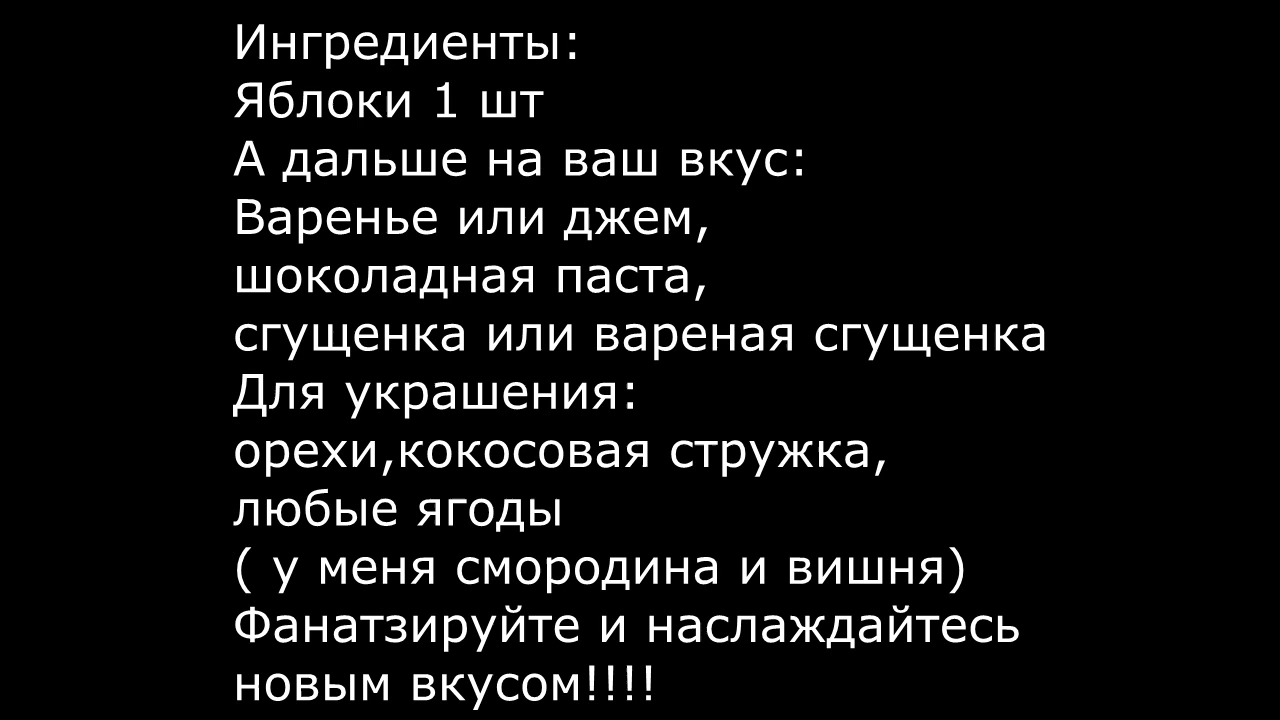 Ингредиенты:
Яблоки 1 шт
А дальше на ваш вкус:
Варенье или джем,
шоколадная паста,
сгущенка или вареная сгущенка
Для украшения:
орехи,кокосовая стружка,
любые ягоды
( у меня смородина и вишня)
Фанатзируйте и наслаждайтесь
новым вкусом!!!!